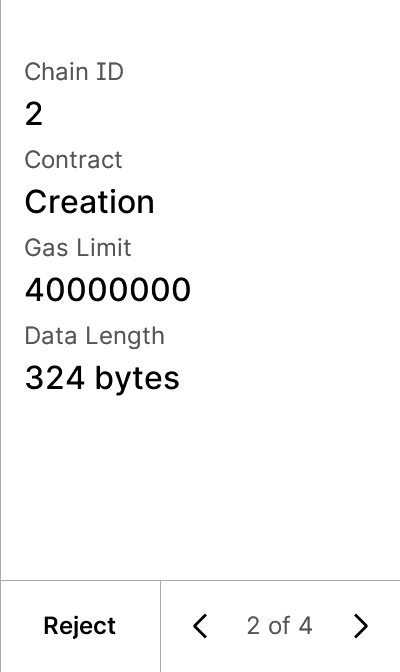 Chain ID
2
Contract
Creation
Gas Limit
40000000
Data Length
324 bytes
Reject
2 of 4